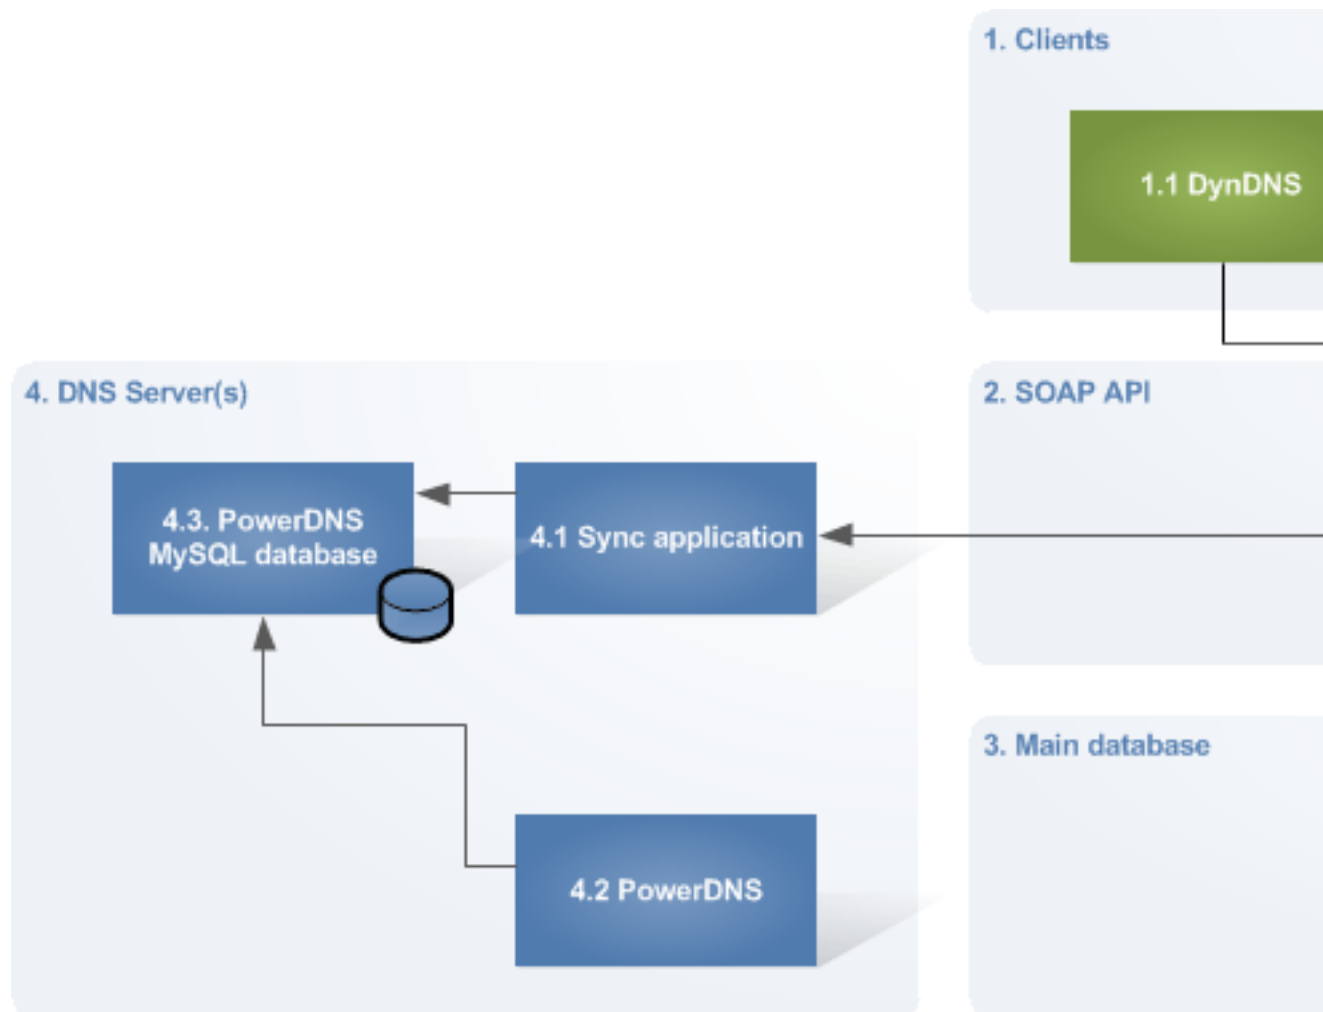 1. Clients
1.1 DynDNS
4. DNS Server(s)
2. SOAP API
4.3. PowerDNS
MySQL database
4.1 Sync application
3. Main database
4.2 PowerDNS